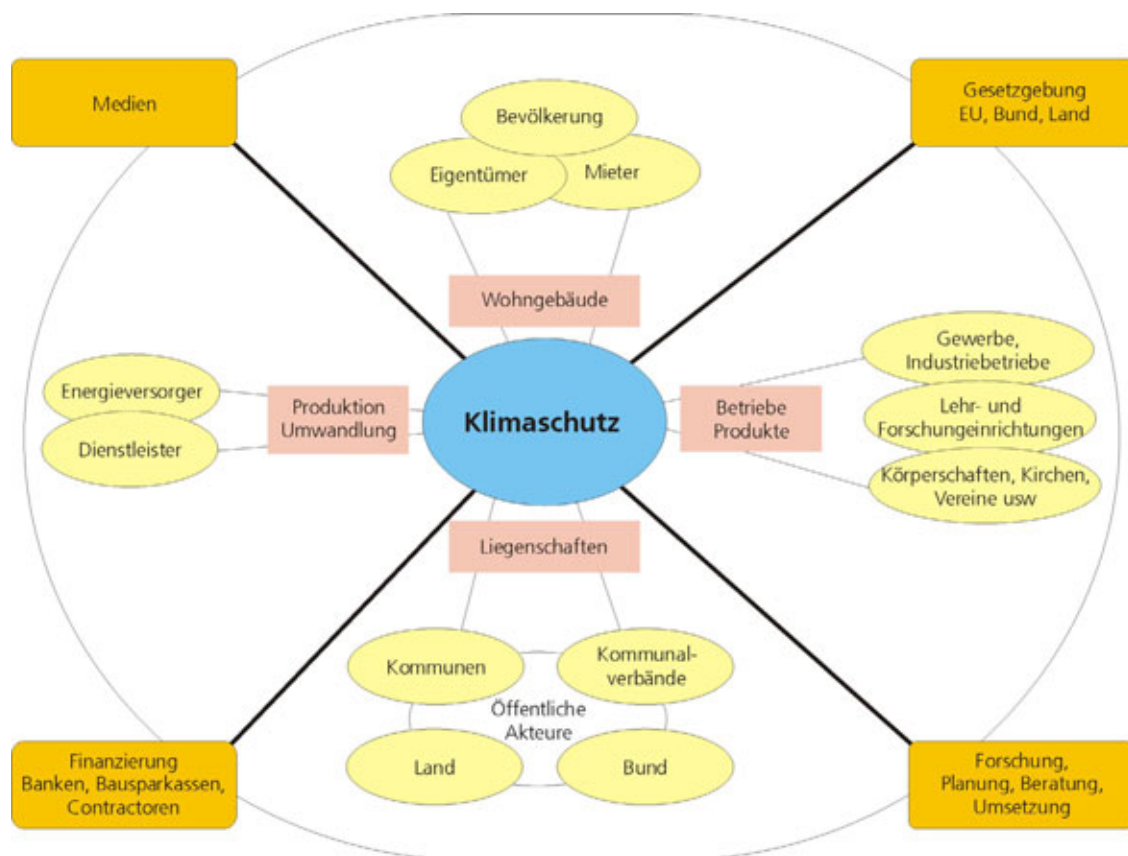 Medien
Gesetzgebung
EU, Bund, Land
Bevölkerung
Eigentümer
Mieter
Wohngebäude
Energieversorger
Dienstleister
Produktion
Umwandlung
Klimaschutz
Betriebe
Produkte
Gewerbe,
Industriebetriebe
Lehr- und
Forschungeinrichtungen
Körperschaften, Kirchen,
Vereine usw
Liegenschaften
Kommunen
Kommunal-
verbände
Öffentliche
Akteure
Land
Bund
Finanzierung
Banken, Bausparkassen,
Contractoren
Forschung,
Planung, Beratung,
Umsetzung